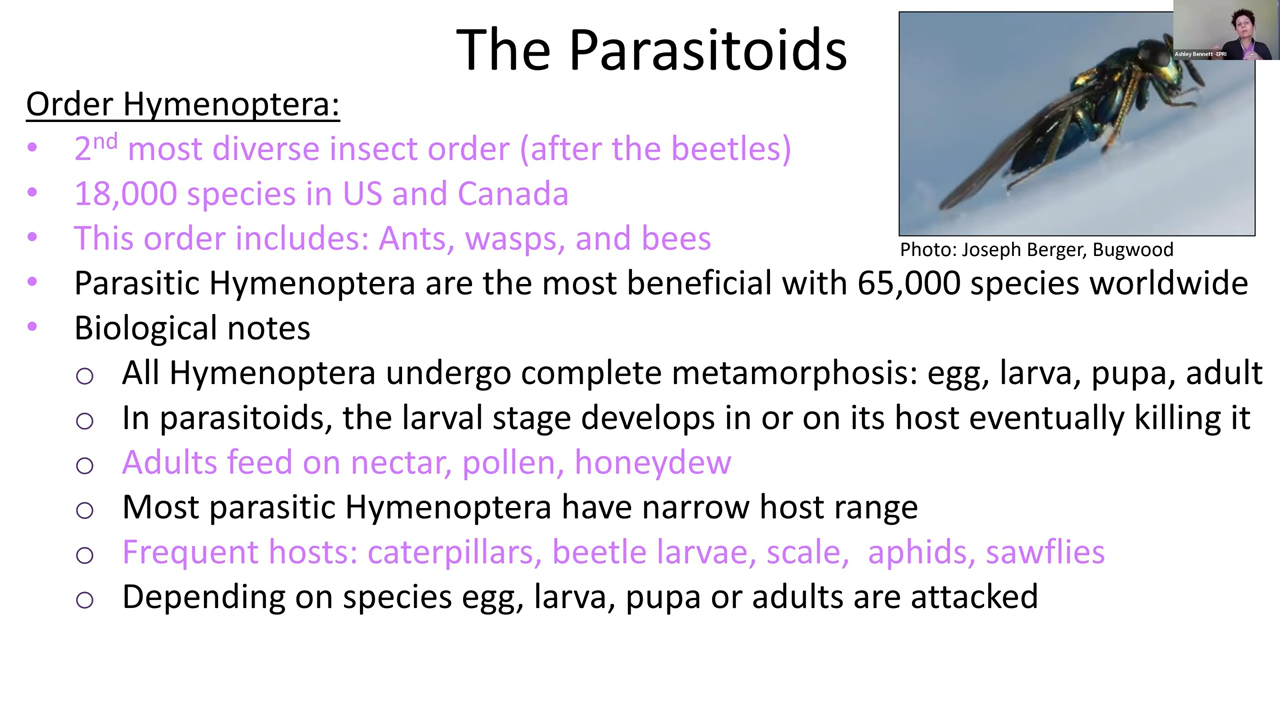 The Parasitoids
Ashley Bennett -EPRI
Order Hymenoptera:
• 2nd most diverse insect order (after the beetles)
• 18,000 species in US and Canada
• This order includes: Ants, wasps, and bees
Photo: Joseph Berger, Bugwood
• Parasitic Hymenoptera are the most beneficial with 65,000 species worldwide
• Biological notes
o All Hymenoptera undergo complete metamorphosis: egg, larva, pupa, adult
o In parasitoids, the larval stage develops in or on its host eventually killing it
o Adults feed on nectar, pollen, honeydew
o Most parasitic Hymenoptera have narrow host range
o Frequent hosts: caterpillars, beetle larvae, scale,  aphids, sawflies
o Depending on species egg, larva, pupa or adults are attacked